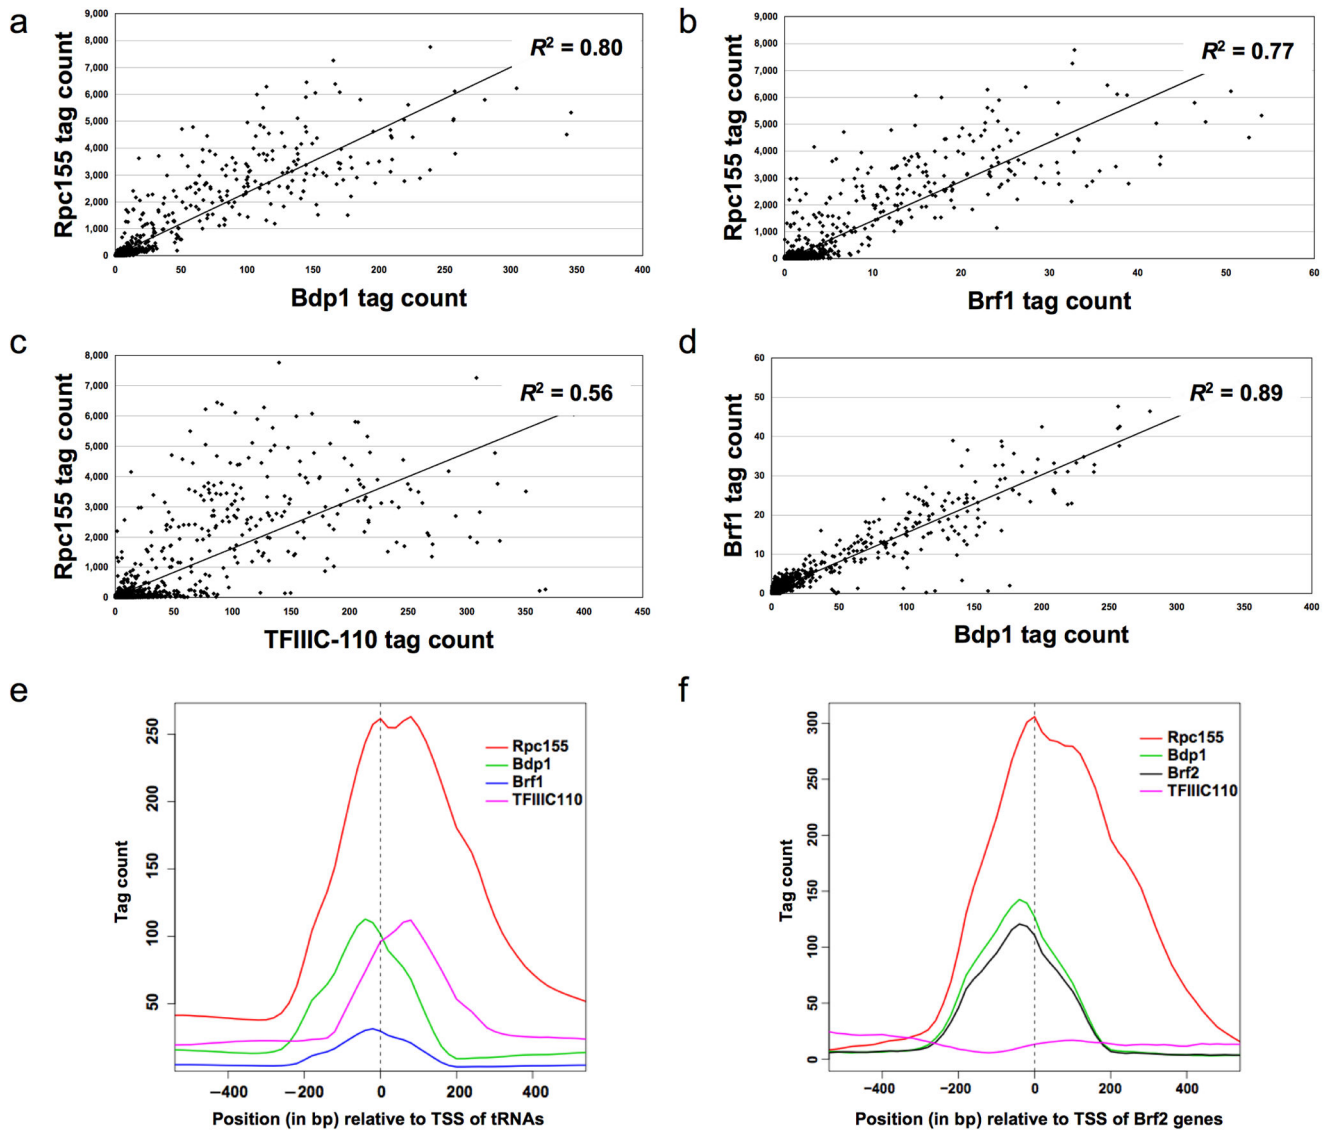 a
9,000
8,000
7,000
6,000
5,000
4,000
3,000
2,000
1,000
0
Rpc155 tag count
R² = 0.80
0 50 100 150 200 250 300 350 400
Bdp1 tag count
b
9,000
8,000
7,000
6,000
5,000
4,000
3,000
2,000
1,000
0
Rpc155 tag count
R² = 0.77
0 10 20 30 40 50 60
Brf1 tag count
c
8,000
7,000
6,000
5,000
4,000
3,000
2,000
1,000
0
Rpc155 tag count
R² = 0.56
0 50 100 150 200 250 300 350 400 450
TFIIIC-110 tag count
d
60
50
40
30
20
10
0
Brf1 tag count
R² = 0.89
0 50 100 150 200 250 300 350 400
Bdp1 tag count
e
250
200
150
100
50
Tag count
Rpc155
Bdp1
Brf1
TFIIIC110
−400 −200 0 200 400
Position (in bp) relative to TSS of tRNAs
f
300
250
200
150
100
50
0
Tag count
Rpc155
Bdp1
Brf2
TFIIIC110
−400 −200 0 200 400
Position (in bp) relative to TSS of Brf2 genes